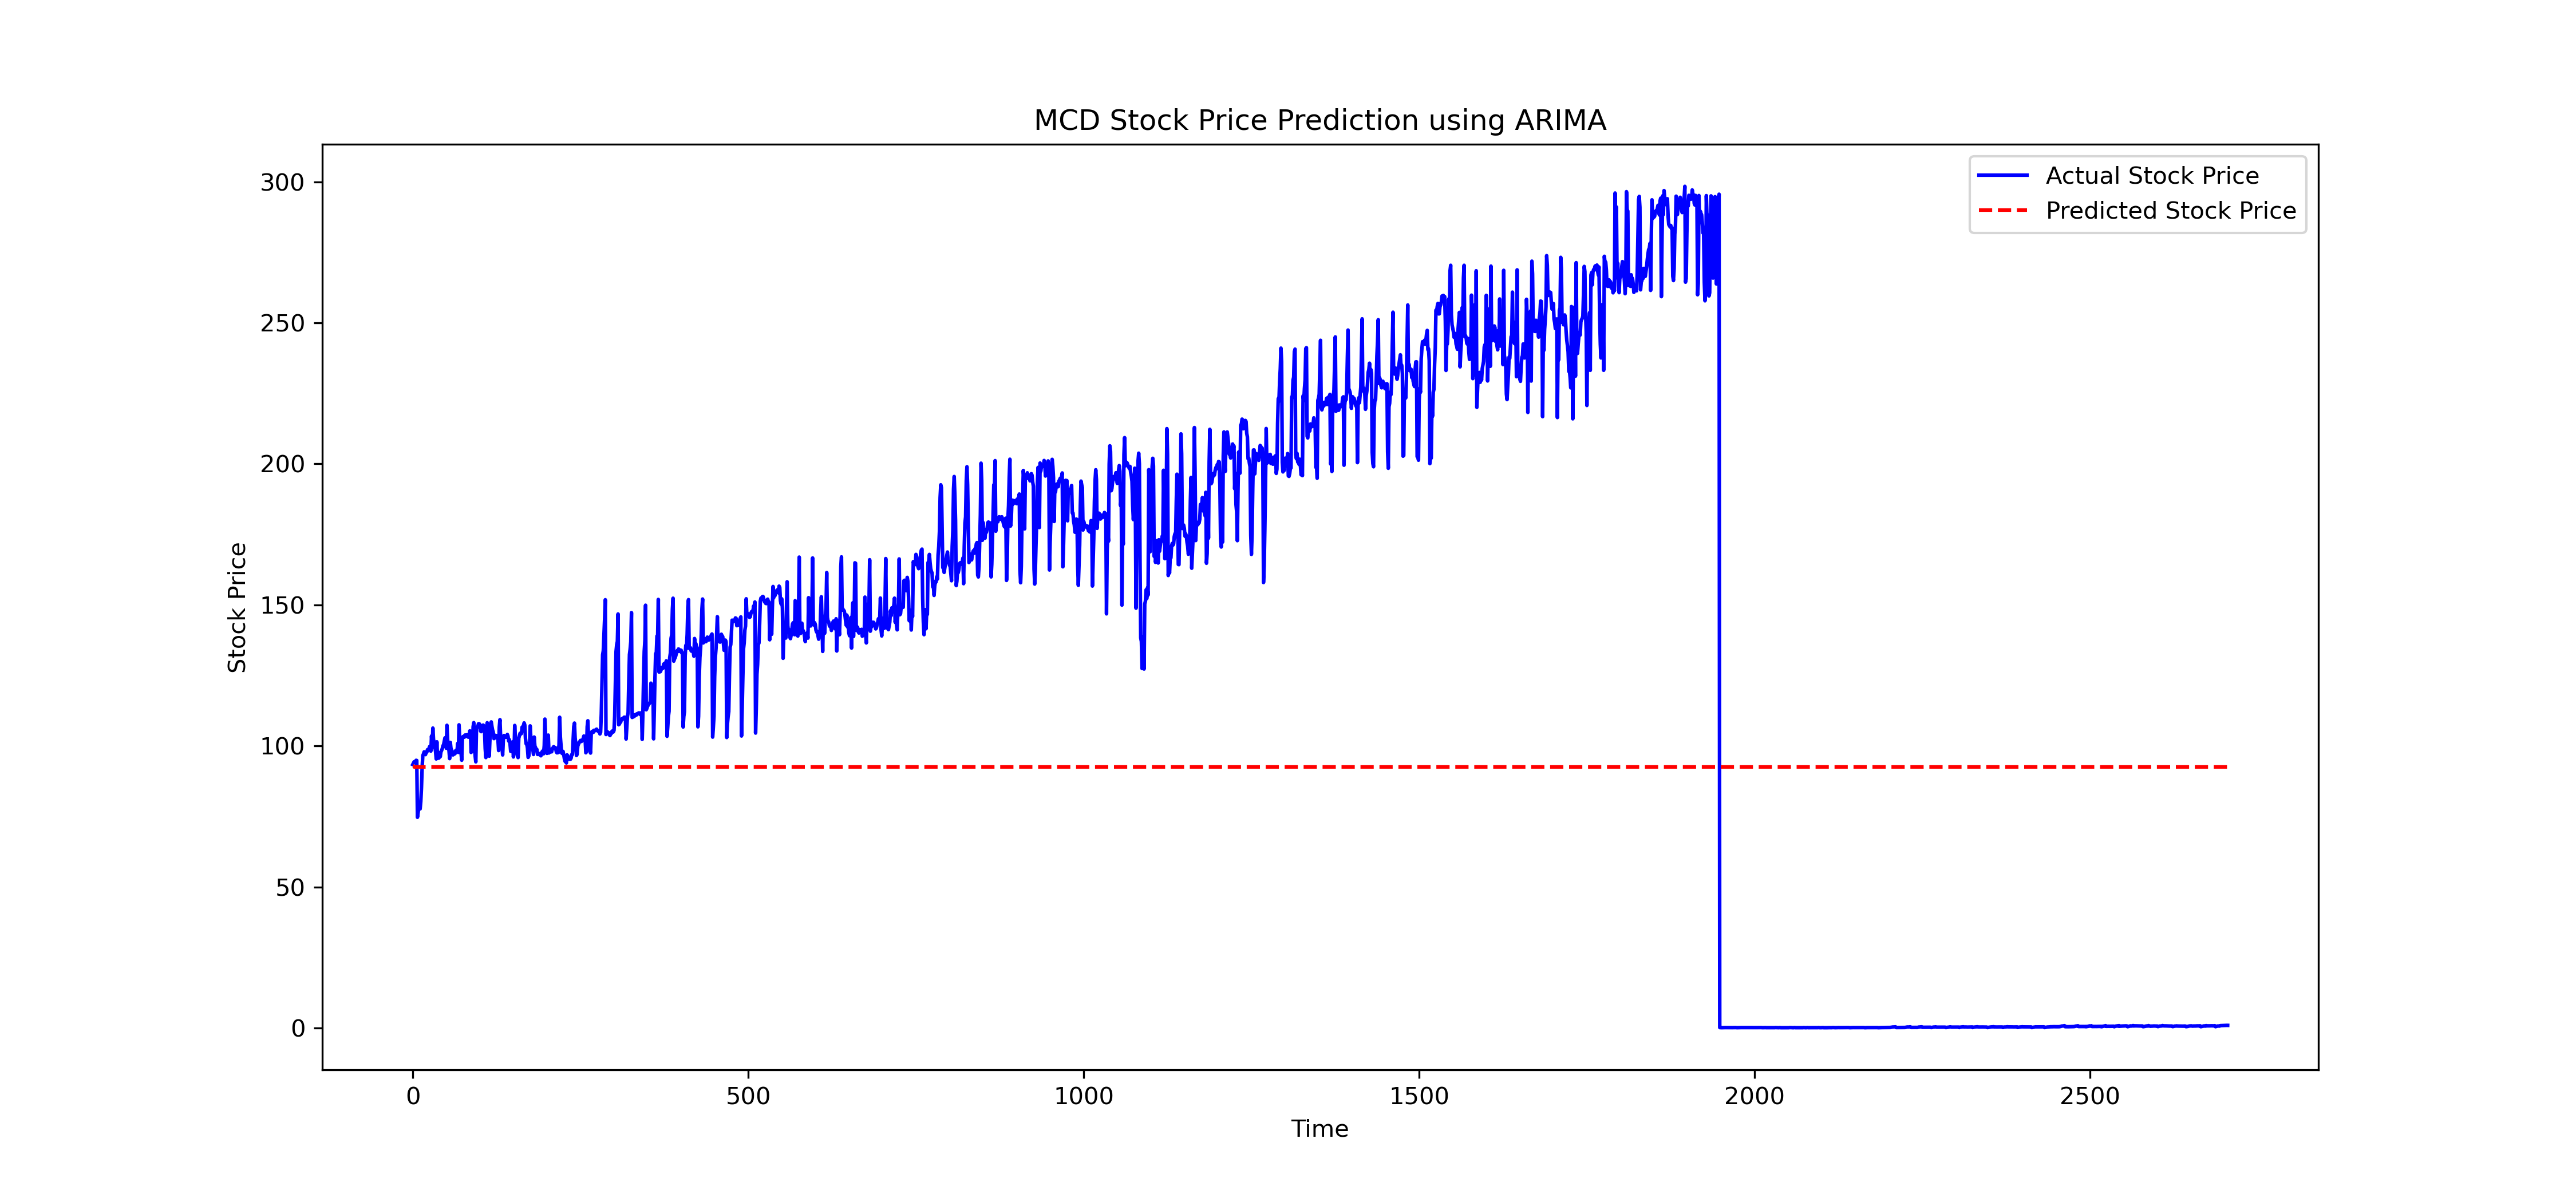 MCD Stock Price Prediction using ARIMA
Actual Stock Price
Predicted Stock Price
Stock Price
300
250
200
150
100
50
0
0 500 1000 1500 2000 2500
Time